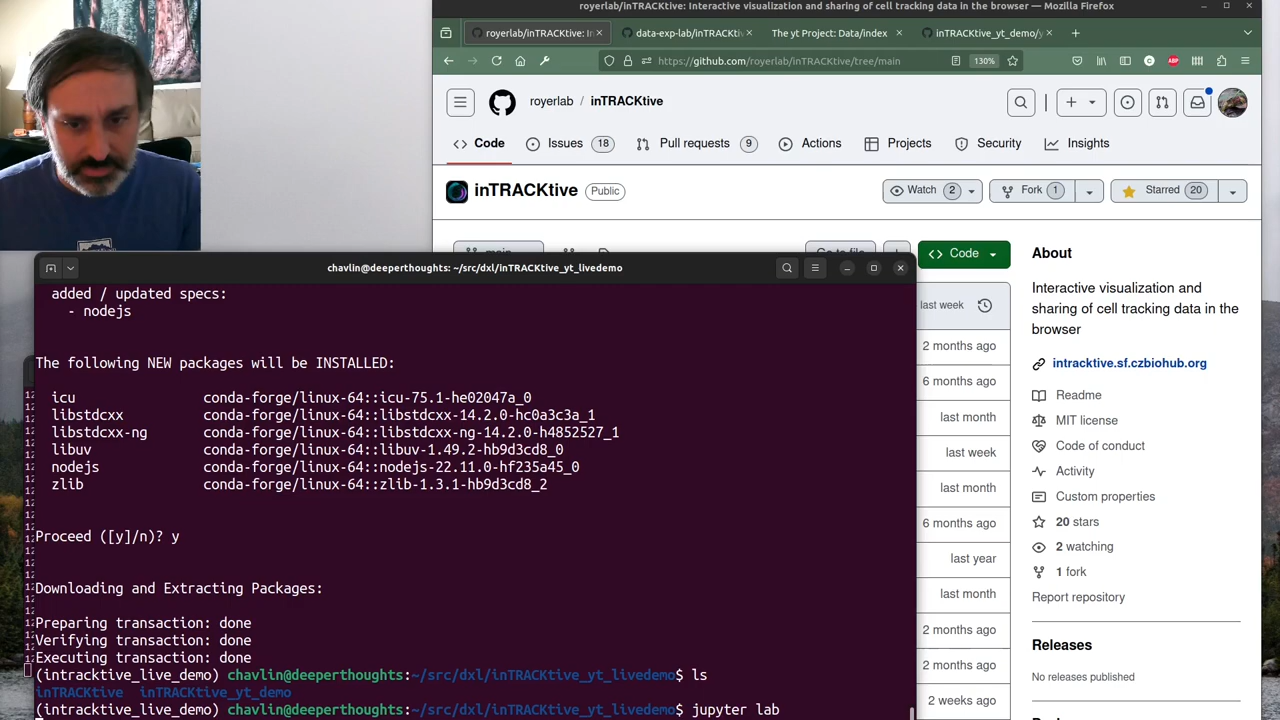 royerlab/inTRACKtive: Interactive visualization and sharing of cell tracking data in the browser — Mozilla Firefox
royerlab/inTRACKtive: In
data-exp-lab/inTRACKtiv
The yt Project: Data/index
inTRACKtive_yt_demo/y
https://github.com/royerlab/inTRACKtive/tree/main
130%
royerlab / inTRACKtive
Code
Issues 18
Pull requests 9
Actions
Projects
Security
Insights
inTRACKtive Public
Watch 2
Fork 1
Starred 20
main
Go to file
Code
last week
2 months ago
6 months ago
last month
last week
last month
6 months ago
last year
last month
2 months ago
2 months ago
2 weeks ago
About
Interactive visualization and
sharing of cell tracking data in the
browser
intracktive.sf.czbiohub.org
Readme
MIT license
Code of conduct
Activity
Custom properties
20 stars
2 watching
1 fork
Report repository
Releases
No releases published
chavlin@deeperthoughts: ~/src/dxl/inTRACKtive_yt_livedemo
added / updated specs:
- nodejs
The following NEW packages will be INSTALLED:
icu conda-forge/linux-64::icu-75.1-he02047a_0
libstdcxx conda-forge/linux-64::libstdcxx-14.2.0-hc0a3c3a_1
libstdcxx-ng conda-forge/linux-64::libstdcxx-ng-14.2.0-h4852527_1
libuv conda-forge/linux-64::libuv-1.49.2-hb9d3cd8_0
nodejs conda-forge/linux-64::nodejs-22.11.0-hf235a45_0
zlib conda-forge/linux-64::zlib-1.3.1-hb9d3cd8_2
Proceed ([y]/n)? y
Downloading and Extracting Packages:
Preparing transaction: done
Verifying transaction: done
Executing transaction: done
(intracktive_live_demo) chavlin@deeperthoughts:~/src/dxl/inTRACKtive_yt_livedemo$ ls
inTRACKtive inTRACKtive_yt_demo
(intracktive_live_demo) chavlin@deeperthoughts:~/src/dxl/inTRACKtive_yt_livedemo$ jupyter lab